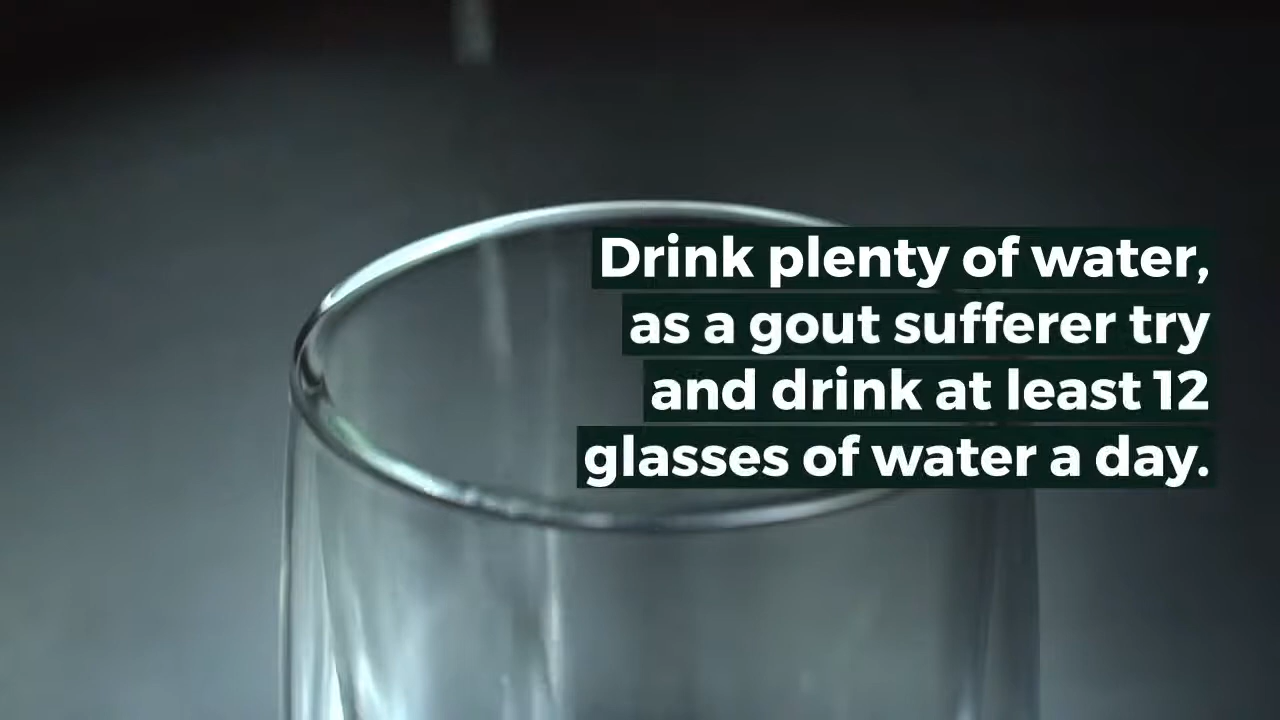 Drink plenty of water,
as a gout sufferer try
and drink at least 12
glasses of water a day.